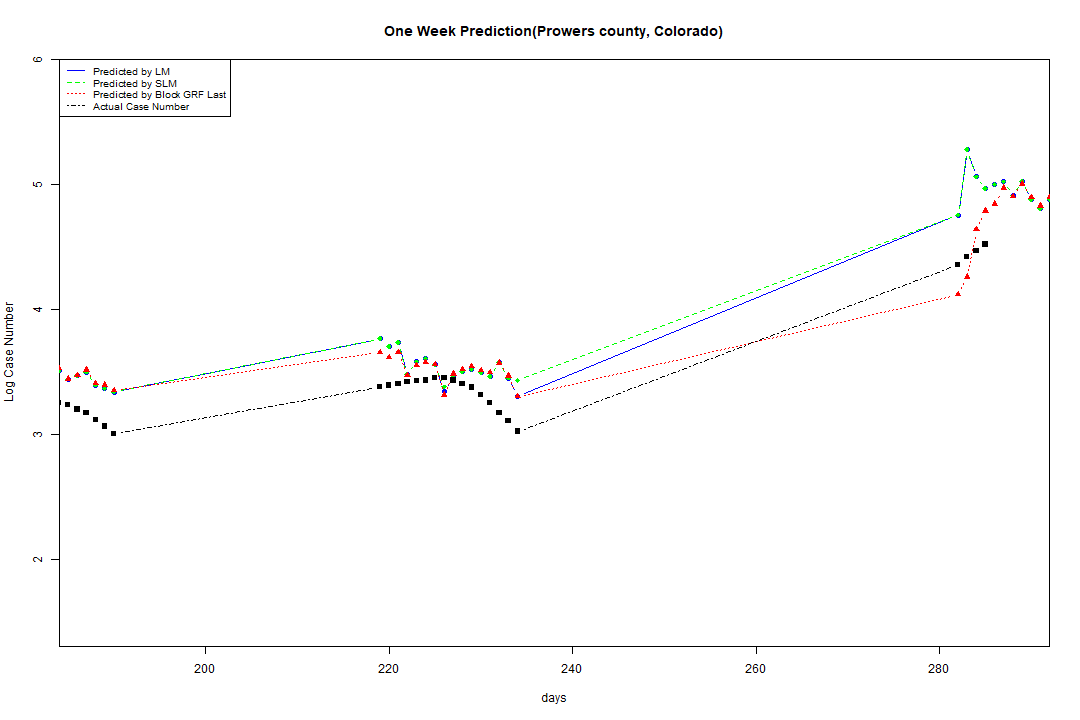 One Week Prediction(Prowers county, Colorado)
Predicted by LM
Predicted by SLM
Predicted by Block GRF Last
Actual Case Number
6
5
4
3
2
Log Case Number
200 220 240 260 280
days